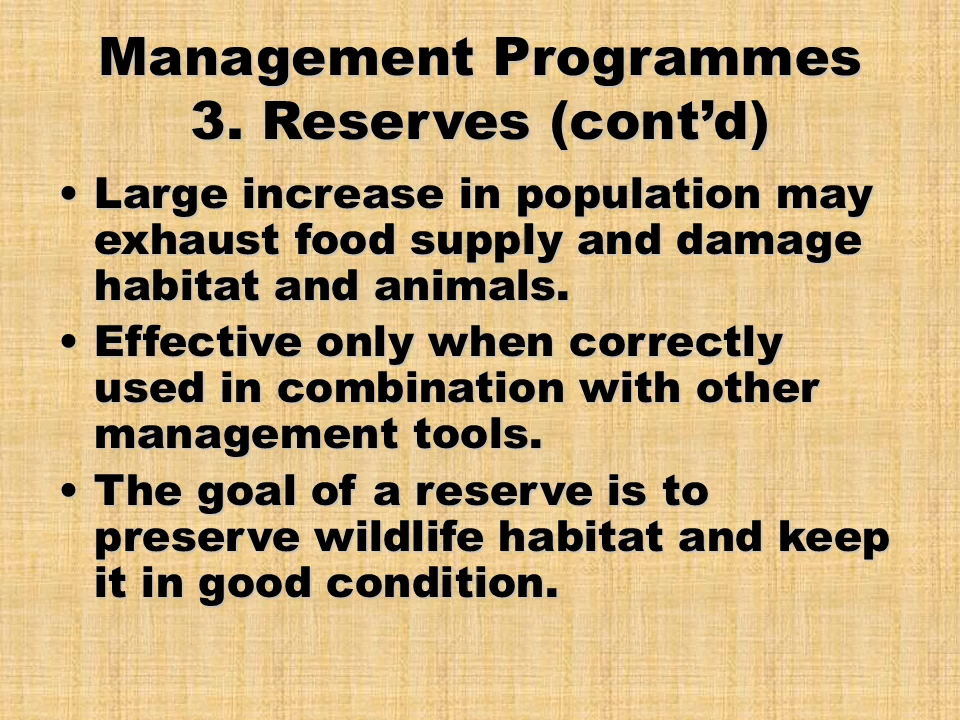 Management Programmes
3. Reserves (cont’d)
• Large increase in population may
exhaust food supply and damage
habitat and animals.
• Effective only when correctly
used in combination with other
management tools.
• The goal of a reserve is to
preserve wildlife habitat and keep
it in good condition.